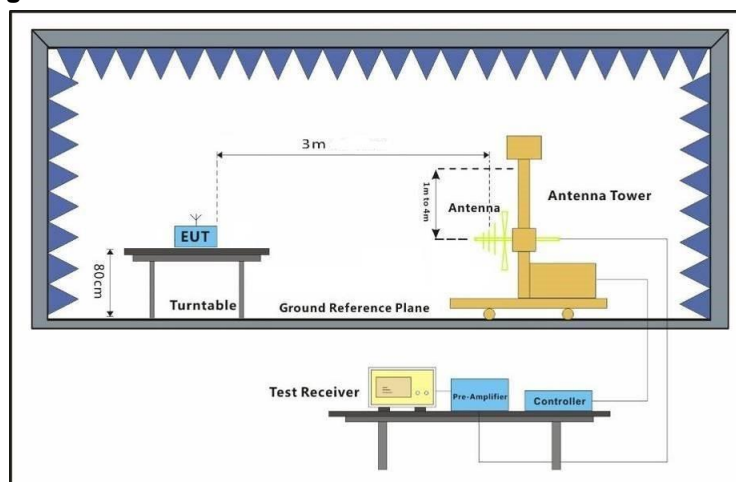 3m
1m to 4m
Antenna
Antenna Tower
EUT
80cm
Turntable
Ground Reference Plane
Test Receiver
Pre-Amplifier
Controller